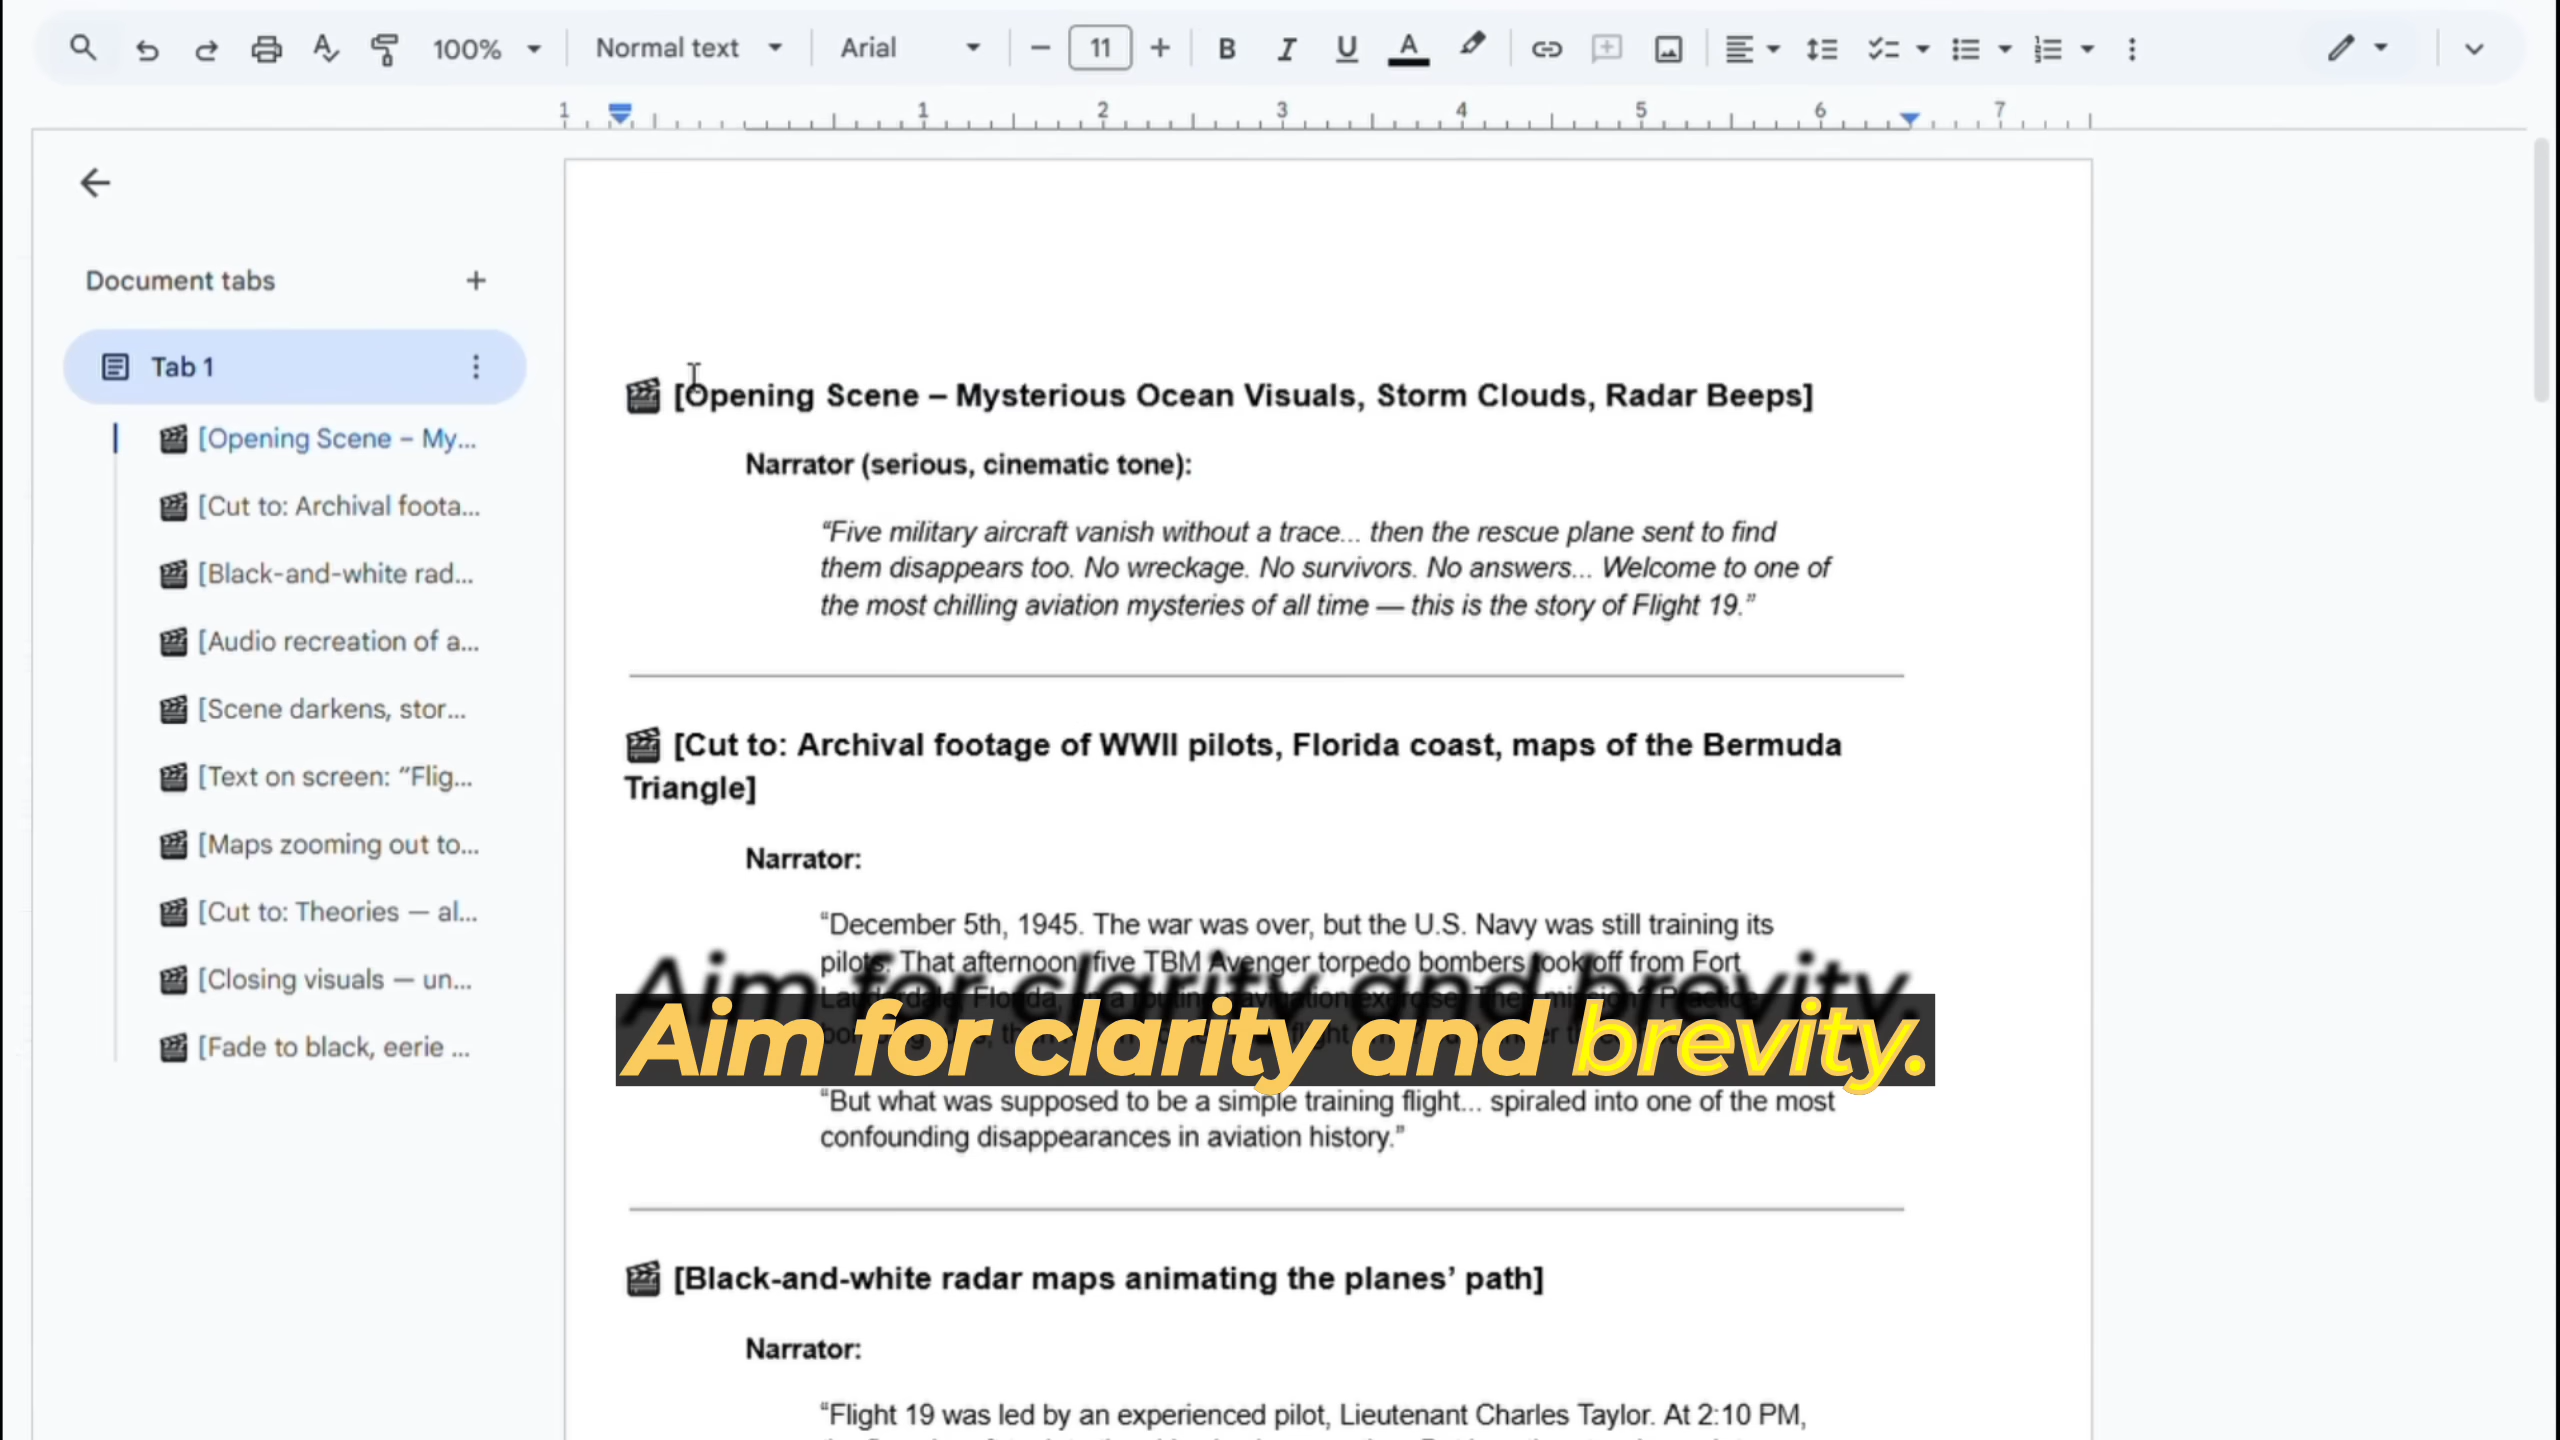 100%
Normal text
Arial
11
1 1 2 3 4 5 6 7
Document tabs
Tab 1
[Opening Scene – My...
[Cut to: Archival foota...
[Black-and-white rad...
[Audio recreation of a...
[Scene darkens, stor...
[Text on screen: “Flig...
[Maps zooming out to...
[Cut to: Theories — al...
[Closing visuals — un...
[Fade to black, eerie ...
[Opening Scene – Mysterious Ocean Visuals, Storm Clouds, Radar Beeps]
Narrator (serious, cinematic tone):
“Five military aircraft vanish without a trace... then the rescue plane sent to find
them disappears too. No wreckage. No survivors. No answers... Welcome to one of
the most chilling aviation mysteries of all time — this is the story of Flight 19.”
[Cut to: Archival footage of WWII pilots, Florida coast, maps of the Bermuda
Triangle]
Narrator:
“December 5th, 1945. The war was over, but the U.S. Navy was still training its
pilots. That afternoon, five TBM Avenger torpedo bombers took off from Fort
Aim for clarity and brevity.
“But what was supposed to be a simple training flight... spiraled into one of the most
confounding disappearances in aviation history.”
[Black-and-white radar maps animating the planes’ path]
Narrator:
“Flight 19 was led by an experienced pilot, Lieutenant Charles Taylor. At 2:10 PM,